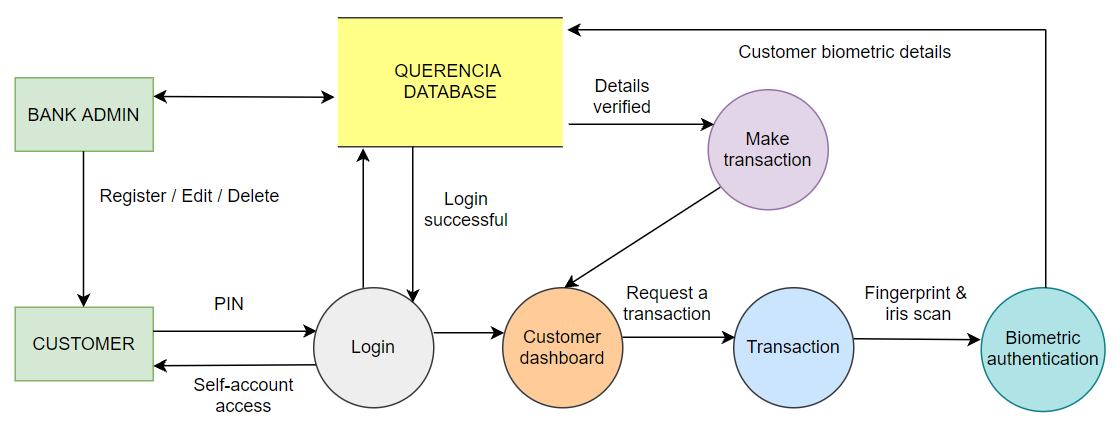 QUERENCIA
DATABASE
Customer biometric details
BANK ADMIN
Details
verified
Make
transaction
Register / Edit / Delete
Login
successful
PIN
Request a
transaction
Fingerprint &
iris scan
CUSTOMER
Login
Customer
dashboard
Transaction
Biometric
authentication
Self-account
access